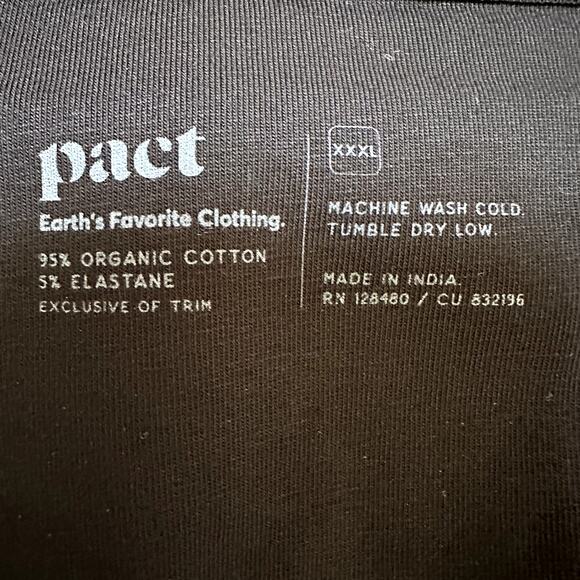 pact
Earth's Favorite Clothing.
95% ORGANIC COTTON
5% ELASTANE
EXCLUSIVE OF TRIM
XXXL
MACHINE WASH COLD.
TUMBLE DRY LOW.
MADE IN INDIA.
RN 128480 / CU 832196